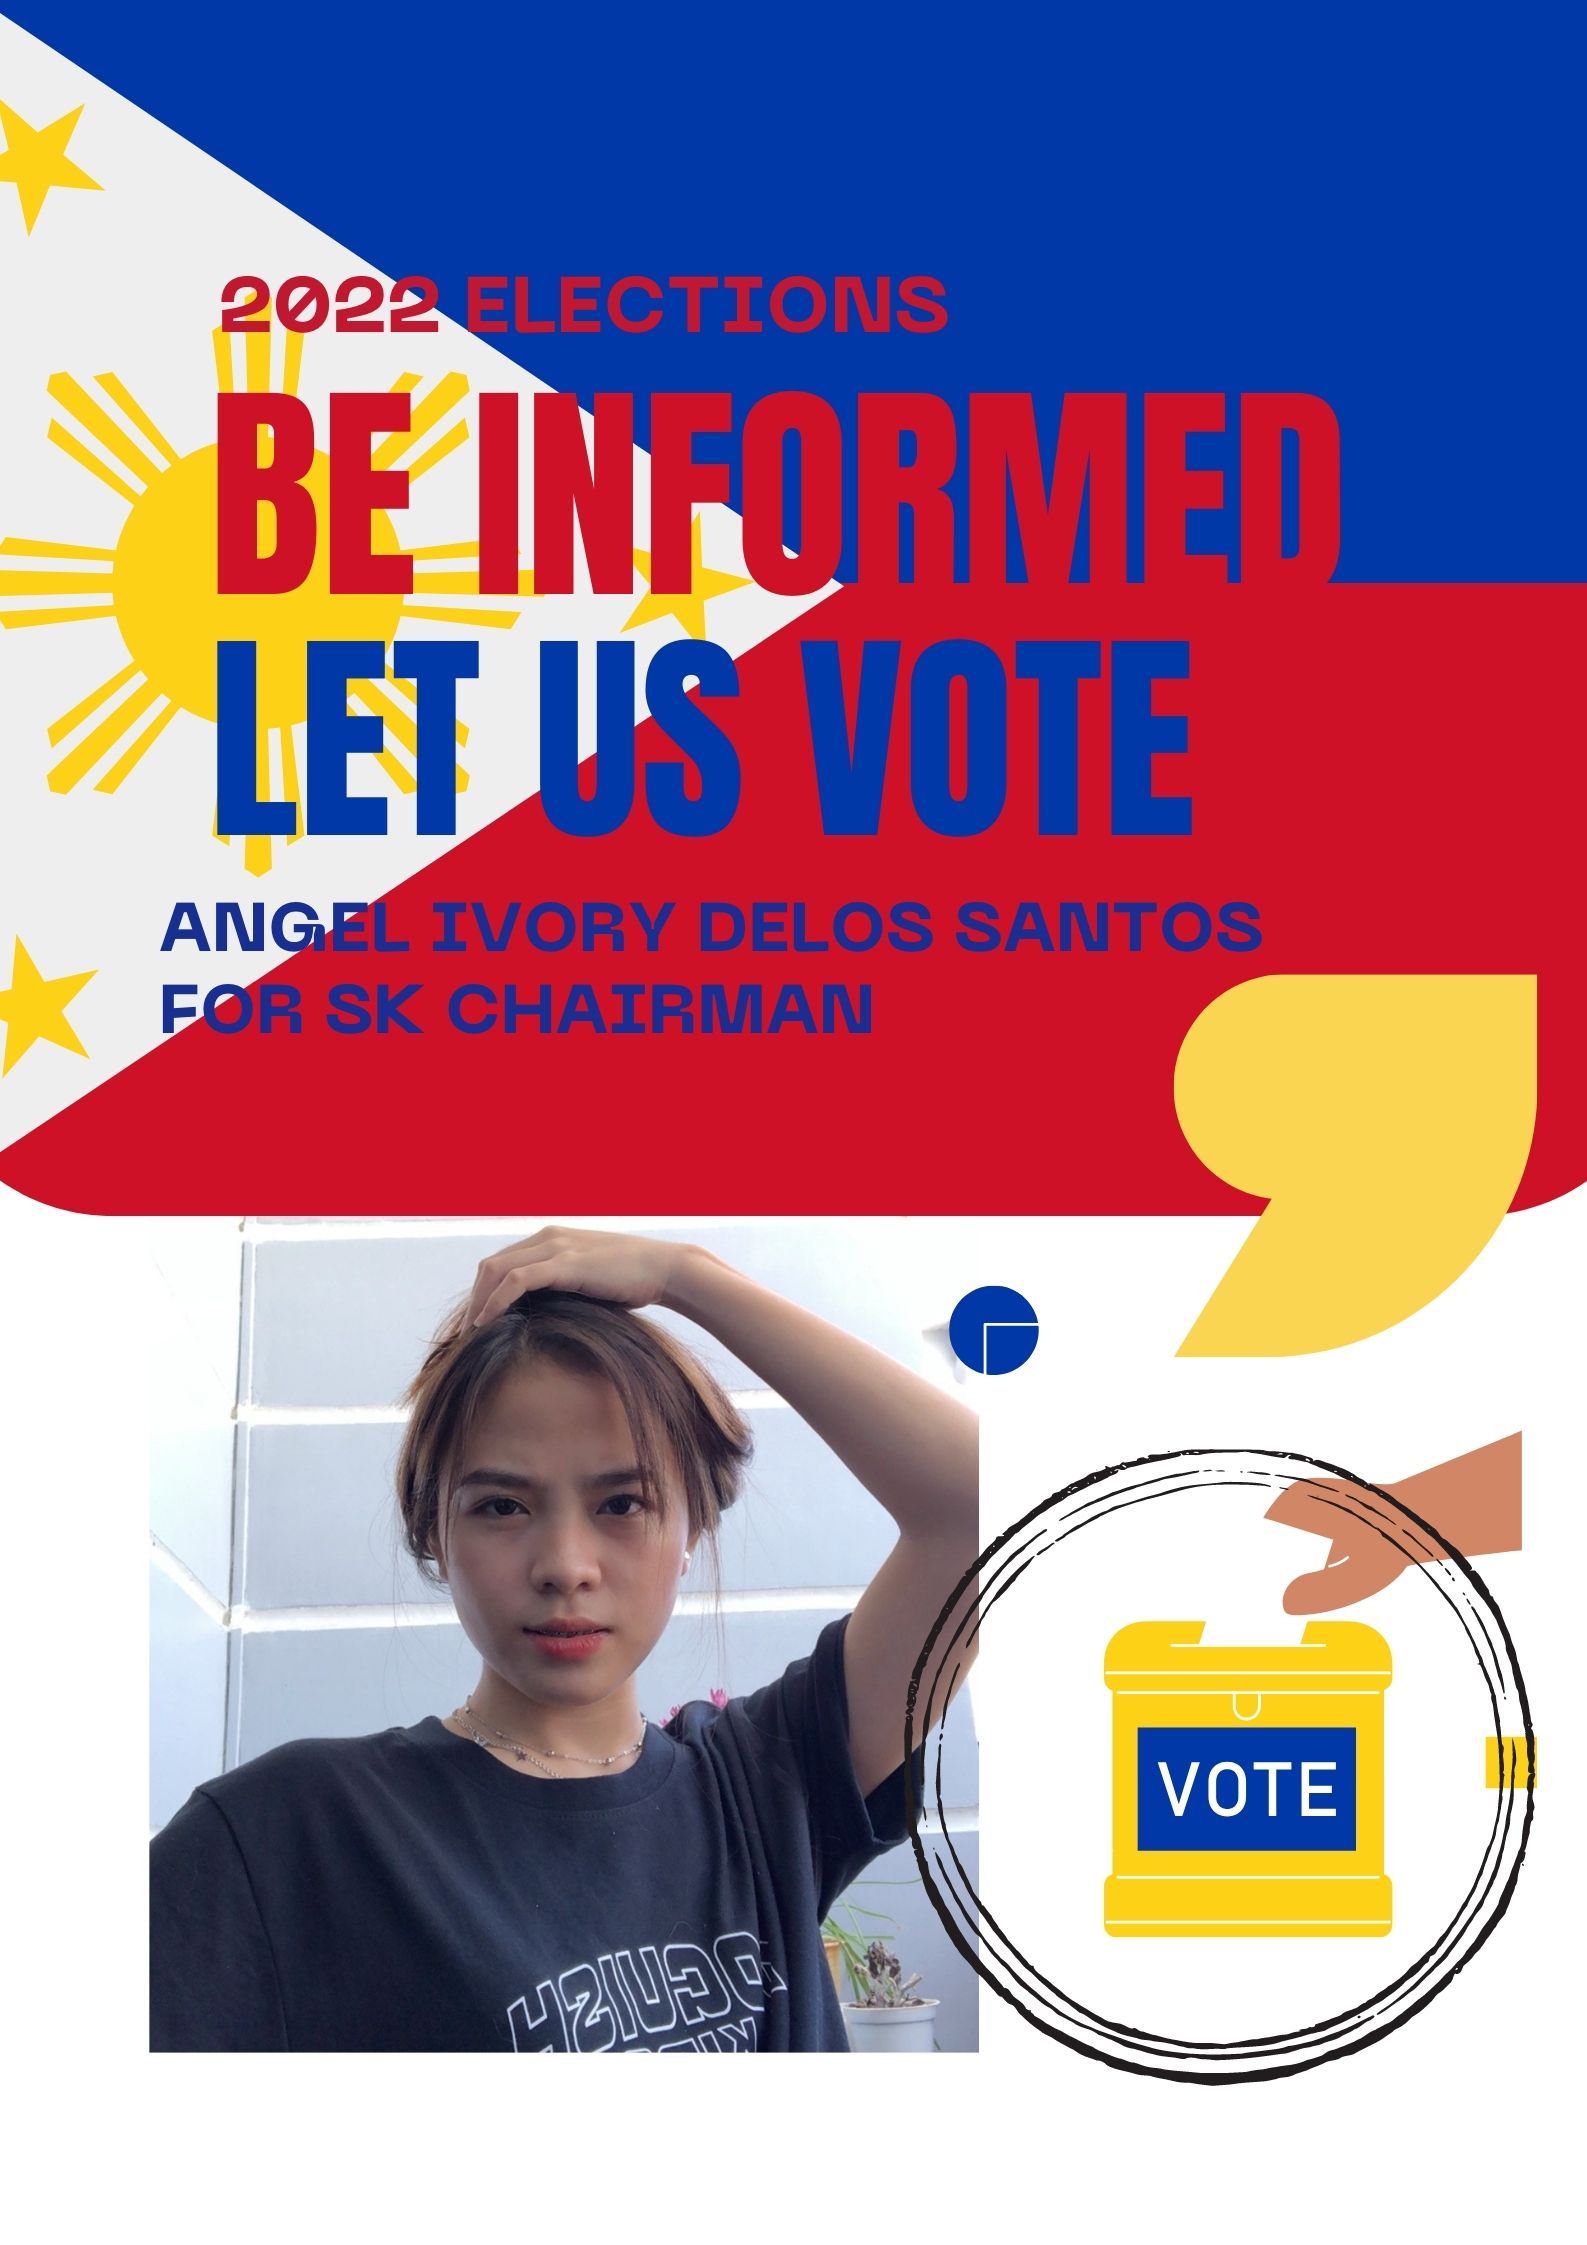 2022 ELECTIONS
BE INFORMED
LET US VOTE
ANGEL IVORY DELOS SANTOS
FOR SK CHAIRMAN
VOTE